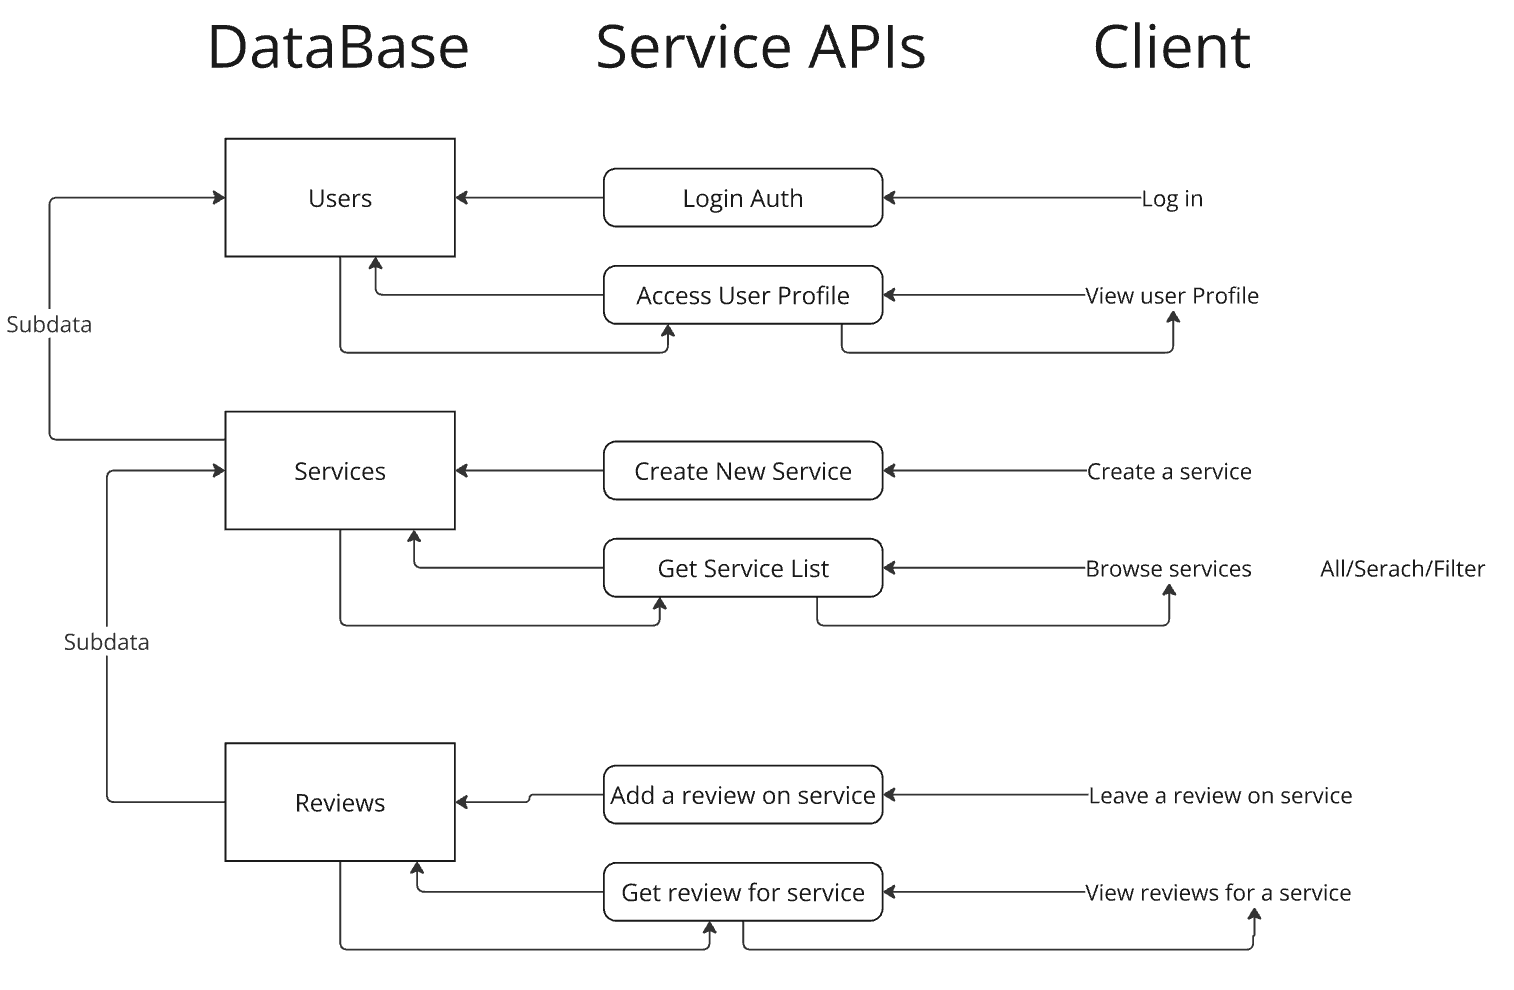 DataBase
Service APIs
Client
Users
Login Auth
Log in
Access User Profile
View user Profile
Subdata
Services
Create New Service
Create a service
Get Service List
Browse services
All/Serach/Filter
Subdata
Reviews
Add a review on service
Leave a review on service
Get review for service
View reviews for a service